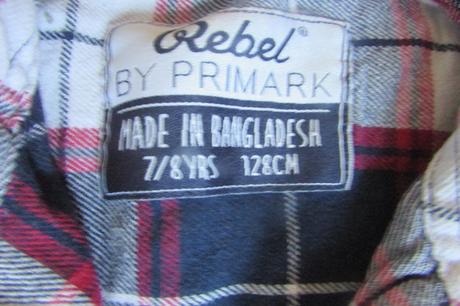 Rebel®
BY PRIMARK
MADE IN BANGLADESH
7/8YRS 128CM